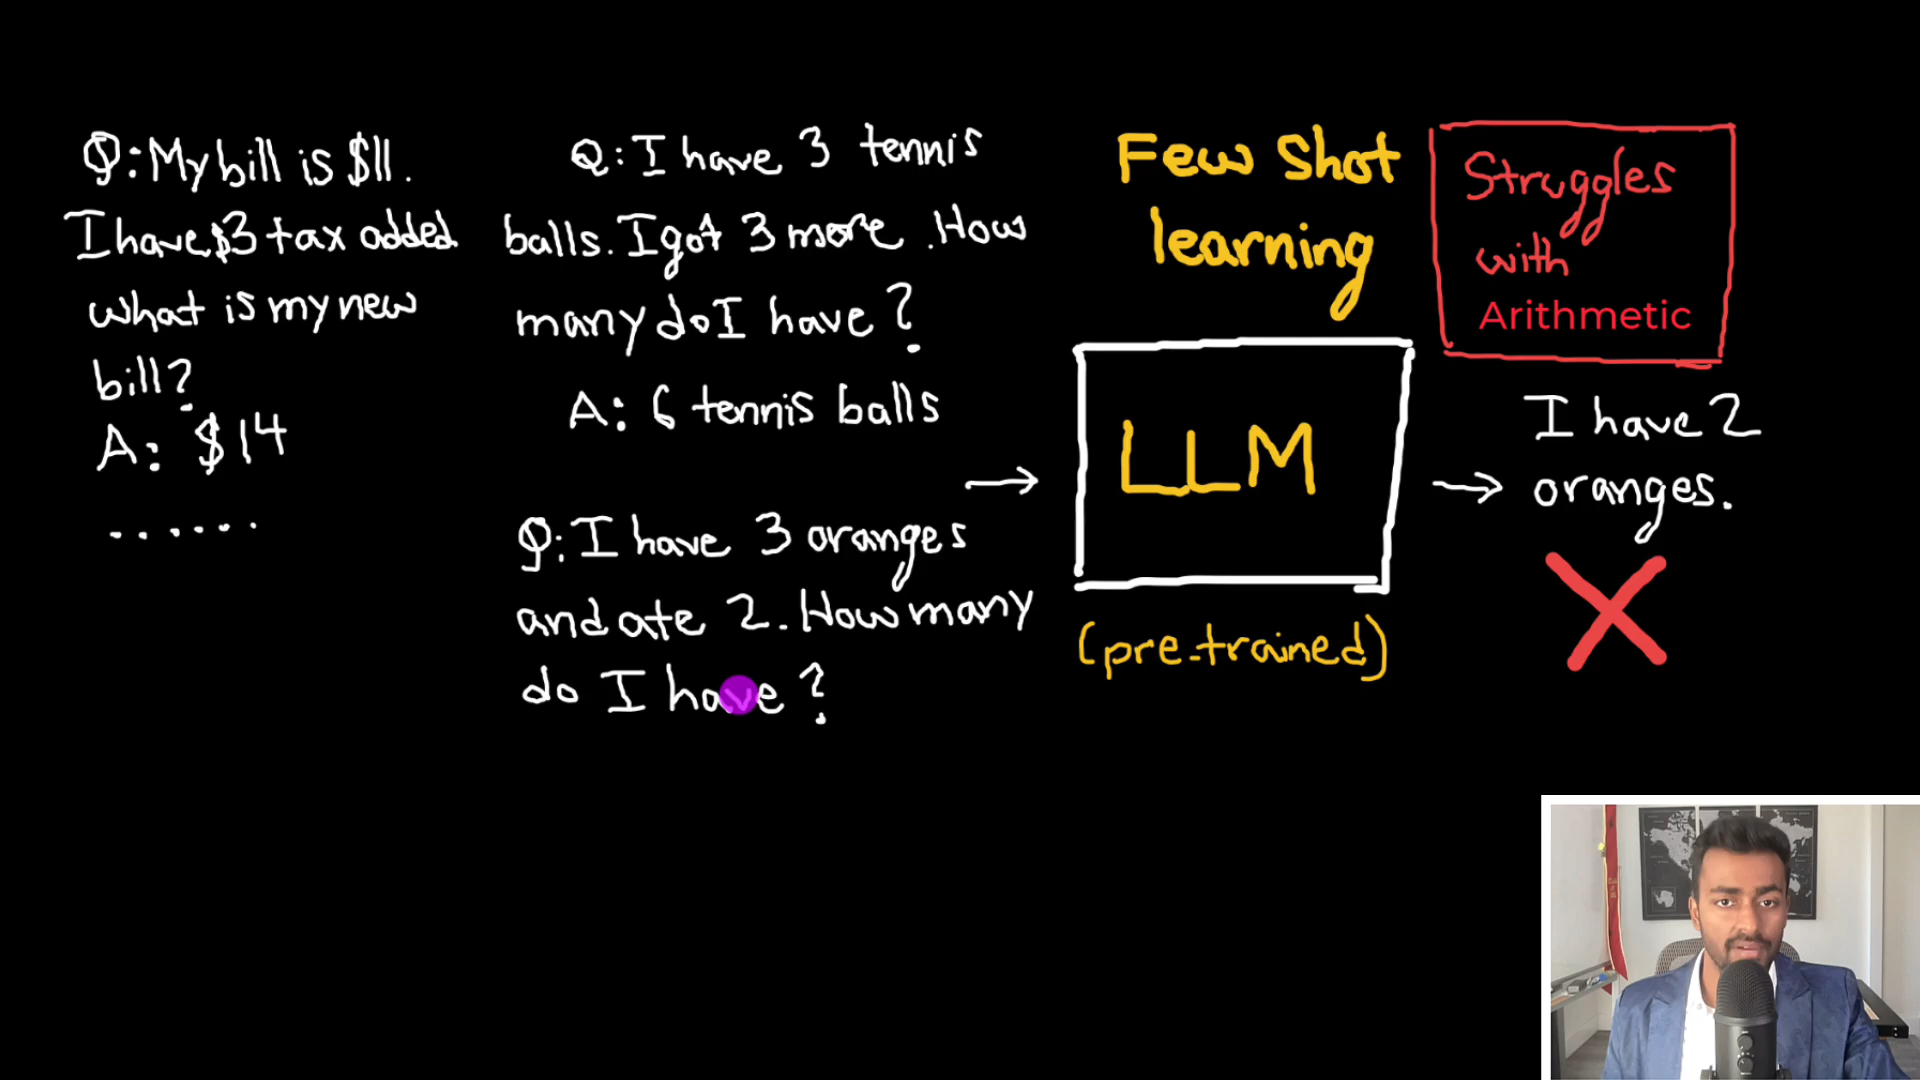 Q: My bill is $11.
I have $3 tax added
what is my new
bill?
A: $14
......
Q: I have 3 tennis
balls. I got 3 more. How
many do I have?
A: 6 tennis balls
Q: I have 3 oranges
and ate 2. How many
do I have?
Few Shot
learning
LLM
(pre-trained)
Struggles
with
Arithmetic
I have 2
oranges.